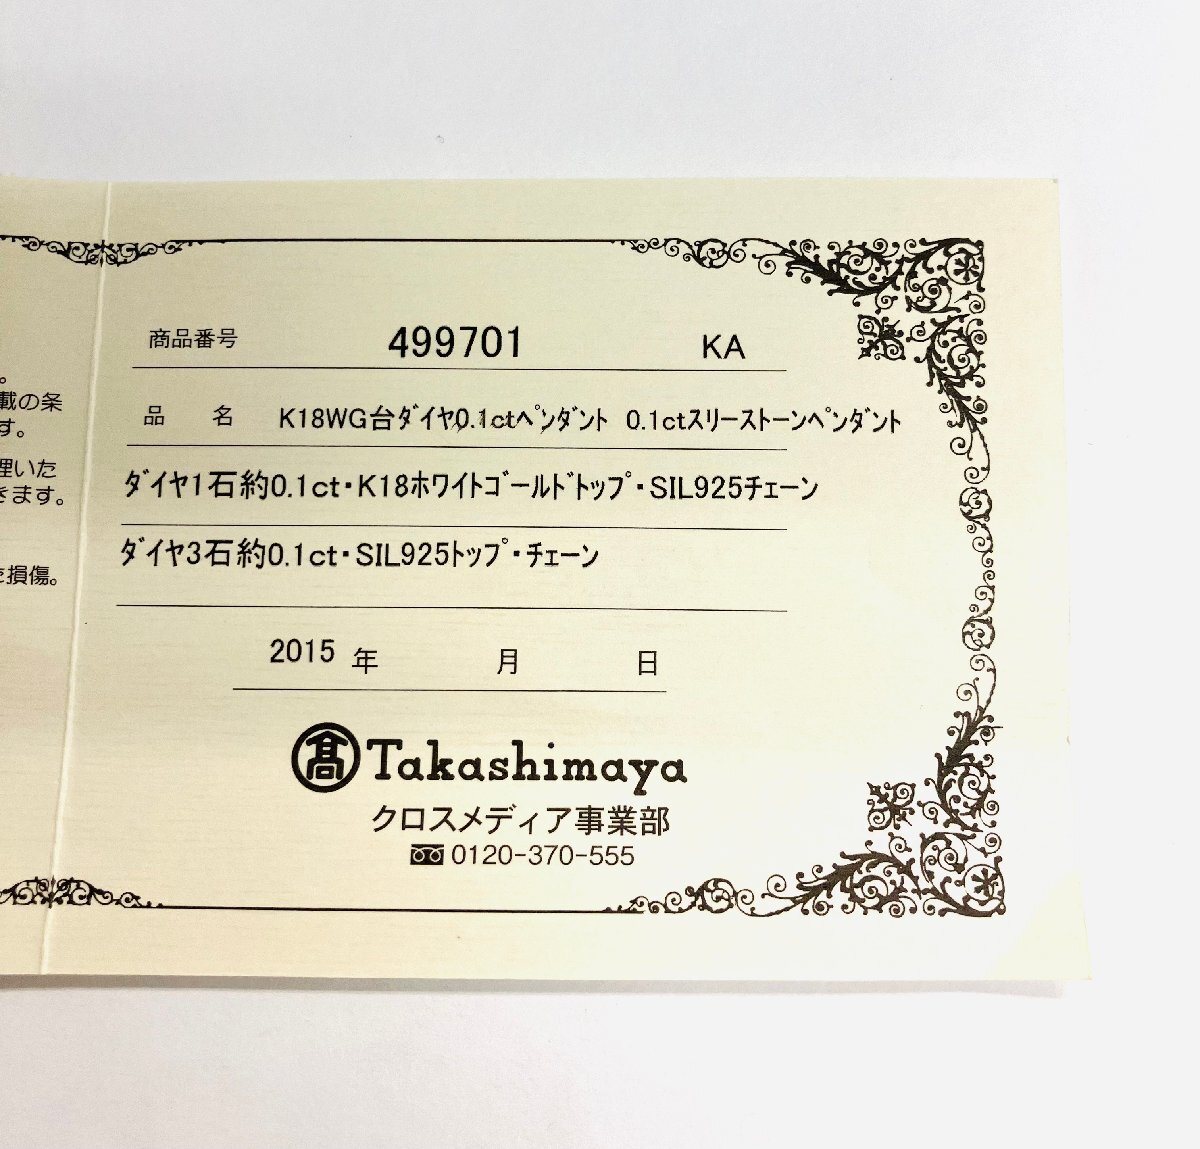 。
載の条
す。
理いた
きます。
損傷。
商品番号 499701 KA
品 名 K18WG台ダイヤ0.1ctペンダント 0.1ctスリーストーンペンダント
ダイヤ1石約0.1ct・K18ホワイトゴールドトップ・SIL925チェーン
ダイヤ3石約0.1ct・SIL925トップ・チェーン
2015 年 月 日
髙 Takashimaya
クロスメディア事業部
0120-370-555